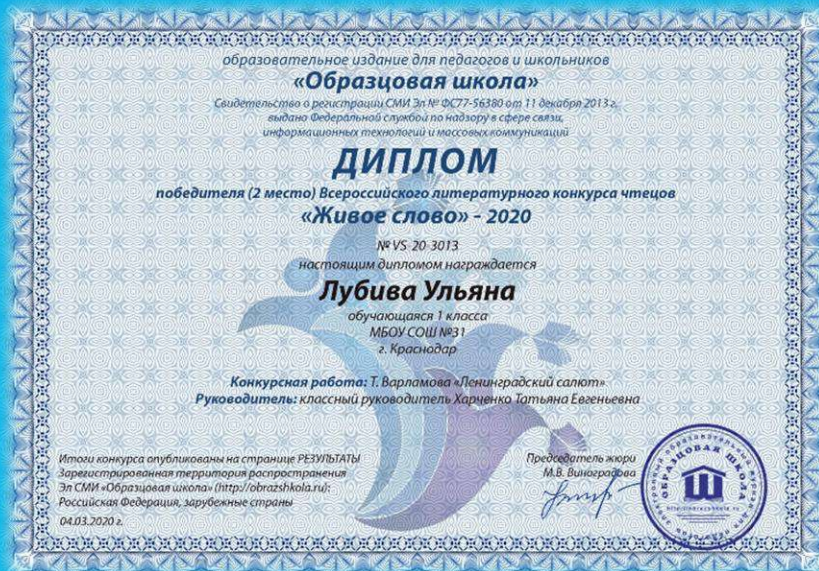 образовательное издание для педагогов и школьников
«Образцовая школа»
Свидетельство о регистрации СМИ Эл № ФС77-56380 от 11 декабря 2013 г.
выдано Федеральной службой по надзору в сфере связи,
информационных технологий и массовых коммуникаций
ДИПЛОМ
победителя (2 место) Всероссийского литературного конкурса чтецов
«Живое слово» - 2020
№ VS-20-3013
настоящим дипломом награждается
Лубива Ульяна
обучающаяся 1 класса
МБОУ СОШ №31
г. Краснодар
Конкурсная работа: Т. Варламова «Ленинградский салют»
Руководитель: классный руководитель Харченко Татьяна Евгеньевна
Итоги конкурса опубликованы на странице РЕЗУЛЬТАТЫ
Зарегистрированная территория распространения
Эл СМИ «Образцовая школа» (http://obrazshkola.ru):
Российская Федерация, зарубежные страны
04.03.2020 г.
Председатель жюри
М.В. Виноградова
ОБРАЗЦОВАЯ ШКОЛА
http://obrazshkola.ru